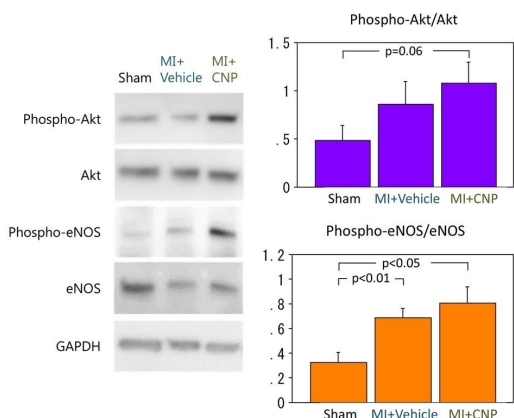 Sham
MI+
Vehicle
MI+
CNP
Phospho-Akt
Akt
Phospho-eNOS
eNOS
GAPDH
Phospho-Akt/Akt
1.5
p=0.06
1
.5
0
Sham MI+Vehicle MI+CNP
Phospho-eNOS/eNOS
1.2
p<0.05
1
p<0.01
.8
.6
.4
.2
0
Sham MI+Vehicle MI+CNP